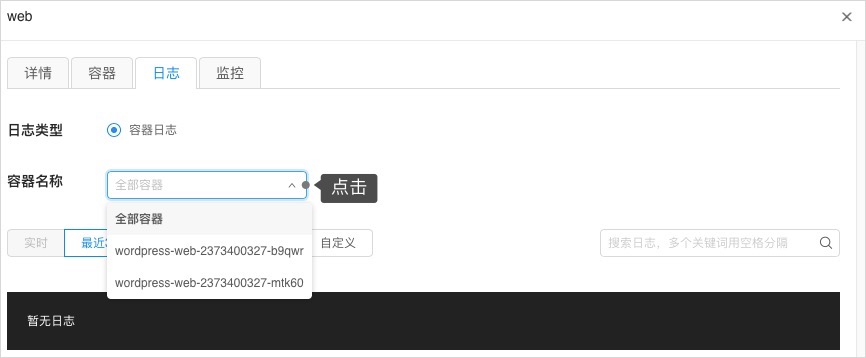 web
详情 容器 日志 监控
日志类型 容器日志
容器名称 全部容器 点击
全部容器
实时 最近 自定义 搜索日志，多个关键词用空格分隔
wordpress-web-2373400327-b9qwr
wordpress-web-2373400327-mtk60
暂无日志